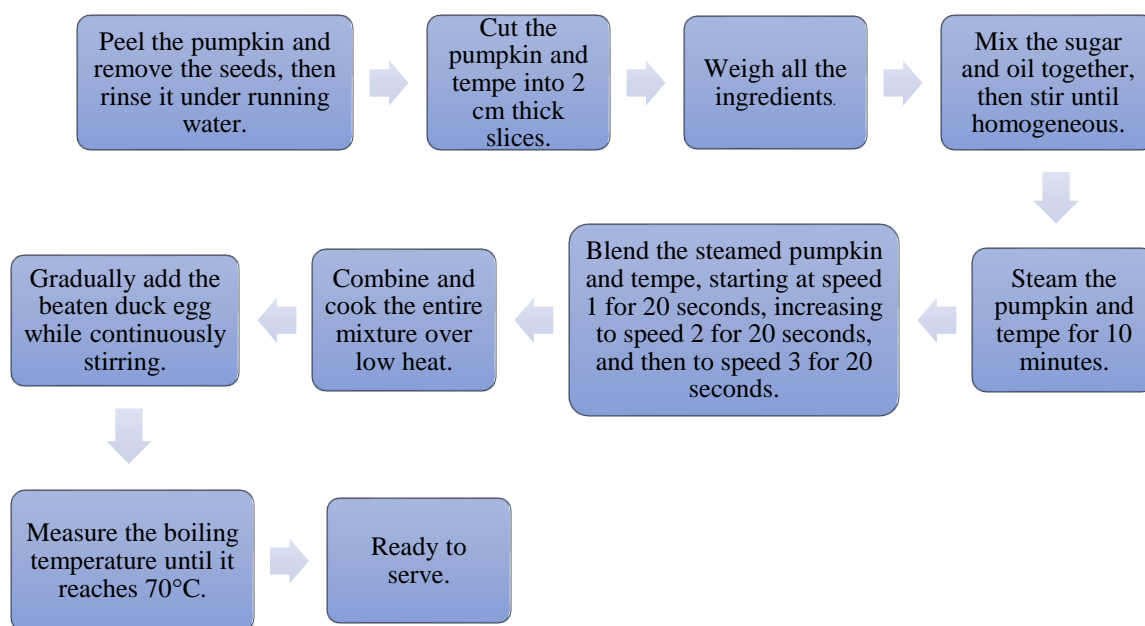 Peel the pumpkin and
remove the seeds, then
rinse it under running
water.
Cut the
pumpkin and
tempe into 2
cm thick
slices.
Weigh all the
ingredients.
Mix the sugar
and oil together,
then stir until
homogeneous.
Steam the
pumpkin and
tempe for 10
minutes.
Blend the steamed pumpkin
and tempe, starting at speed
1 for 20 seconds, increasing
to speed 2 for 20 seconds,
and then to speed 3 for 20
seconds.
Combine and
cook the entire
mixture over
low heat.
Gradually add the
beaten duck egg
while continuously
stirring.
Measure the boiling
temperature until it
reaches 70°C.
Ready to
serve.